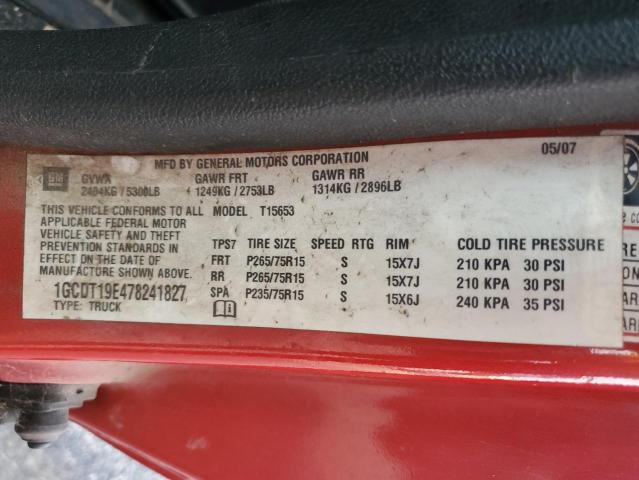 MFD BY GENERAL MOTORS CORPORATION
05/07
GM GVWR GAWR FRT GAWR RR
2404KG / 5300LB 1249KG / 2753LB 1314KG / 2896LB
THIS VEHICLE CONFORMS TO ALL MODEL T15653
APPLICABLE FEDERAL MOTOR
VEHICLE SAFETY AND THEFT
PREVENTION STANDARDS IN
EFFECT ON THE DATE OF
MANUFACTURE SHOWN ABOVE.
1GCDT19E478241827
TYPE: TRUCK
TPS7 TIRE SIZE SPEED RTG RIM COLD TIRE PRESSURE
FRT P265/75R15 S 15X7J 210 KPA 30 PSI
RR P265/75R15 S 15X7J 210 KPA 30 PSI
SPA P235/75R15 S 15X6J 240 KPA 35 PSI